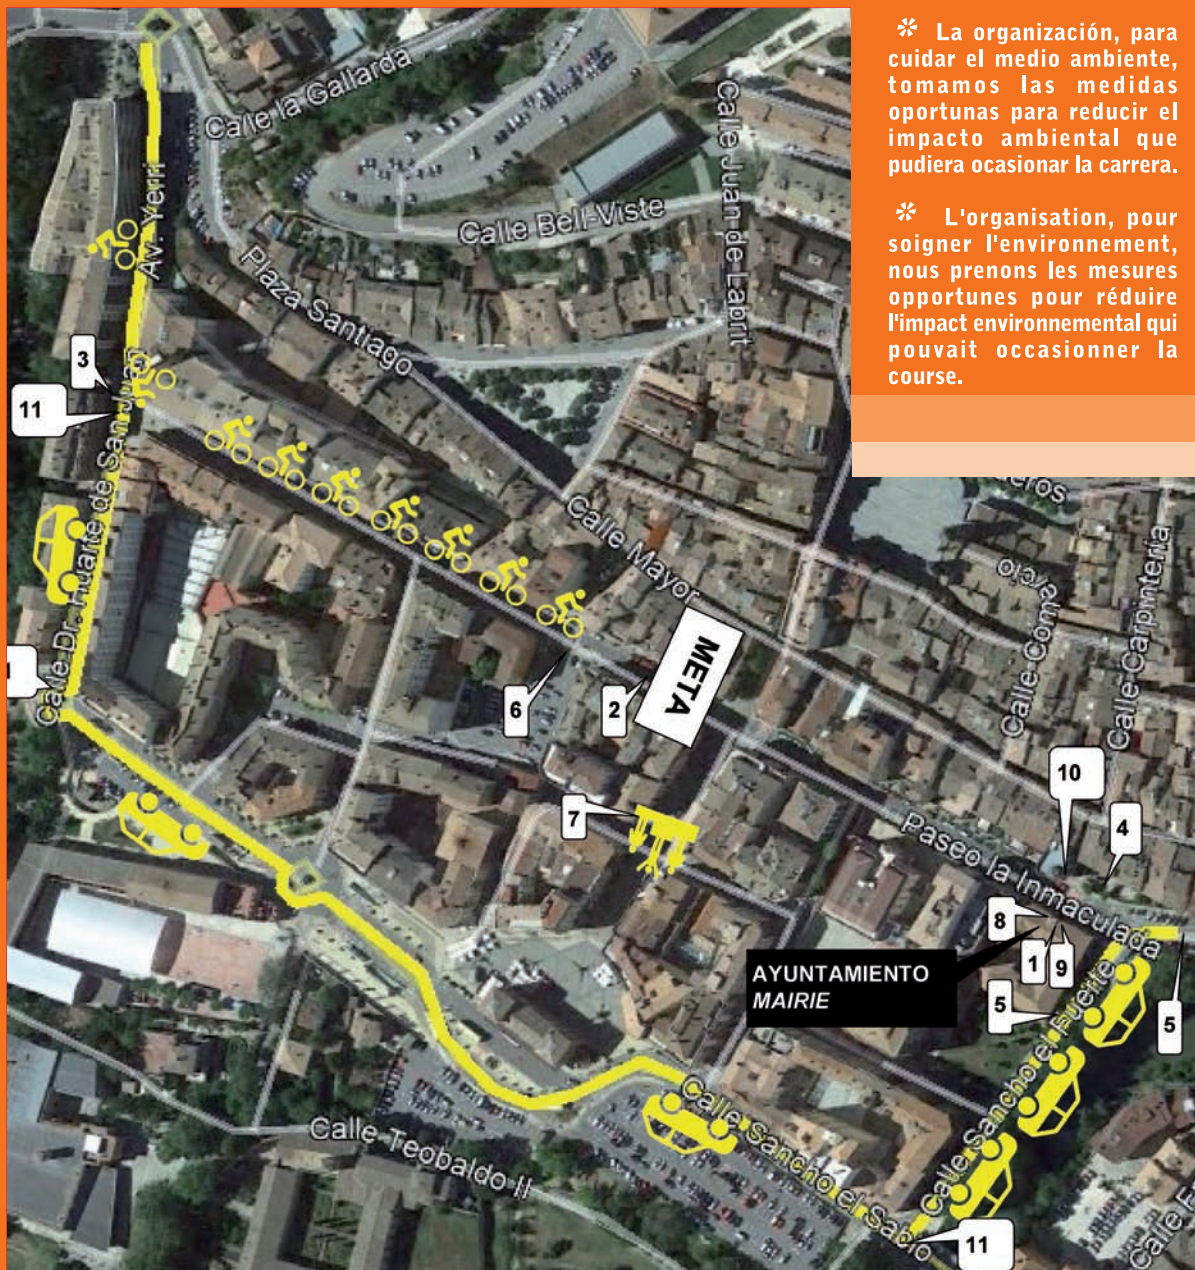 * La organización, para
cuidar el medio ambiente,
tomamos las medidas
oportunas para reducir el
impacto ambiental que
pudiera ocasionar la carrera.
* L'organisation, pour
soigner l'environnement,
nous prenons les mesures
opportunes pour réduire
l'impact environnemental qui
pouvait occasionner la
course.
Calle la Gallarda
Calle Juan de Labrit
Calle Bell-Viste
Av. Yerri
Plaza Santiago
3
11
Calle Dr. Huarte de San Juan
Calle Mayor
META
6
2
7
10
4
Calle Carpintería
Paseo la Inmaculada
8
1
9
AYUNTAMIENTO
MAIRIE
5
5
Calle Sancho el Fuerte
Calle Sancho el Sabio
Calle Teobaldo II
11
Calle